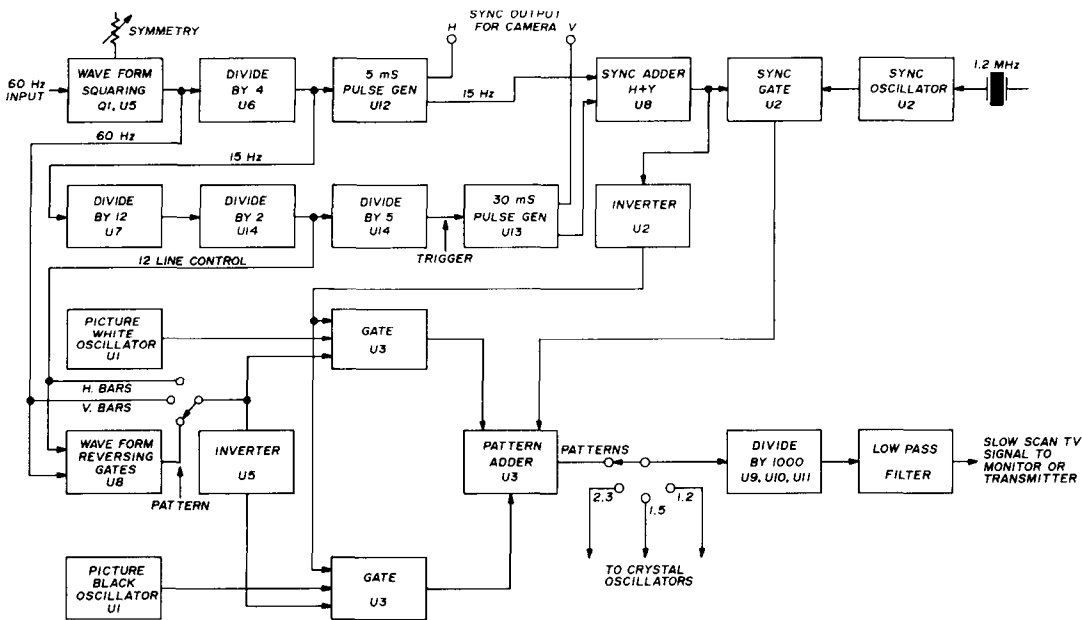 SYMMETRY
H
SYNC OUTPUT
FOR CAMERA
V
60 Hz
INPUT
WAVE FORM
SQUARING
Q1, U5
DIVIDE
BY 4
U6
5 mS
PULSE GEN
U12
15 Hz
SYNC ADDER
H+Y
U8
SYNC
GATE
U2
SYNC
OSCILLATOR
U2
1.2 MHz
60 Hz
15 Hz
DIVIDE
BY 12
U7
DIVIDE
BY 2
U14
DIVIDE
BY 5
U14
TRIGGER
30 mS
PULSE GEN
U13
INVERTER
U2
12 LINE CONTROL
PICTURE
WHITE
OSCILLATOR
U1
GATE
U3
H. BARS
V. BARS
WAVE FORM
REVERSING
GATES
U8
PATTERN
INVERTER
U5
PATTERN
ADDER
U3
PATTERNS
2.3
1.5
1.2
TO CRYSTAL
OSCILLATORS
DIVIDE
BY 1000
U9, U10, U11
LOW PASS
FILTER
SLOW SCAN TV
SIGNAL TO
MONITOR OR
TRANSMITTER
PICTURE
BLACK
OSCILLATOR
U1
GATE
U3